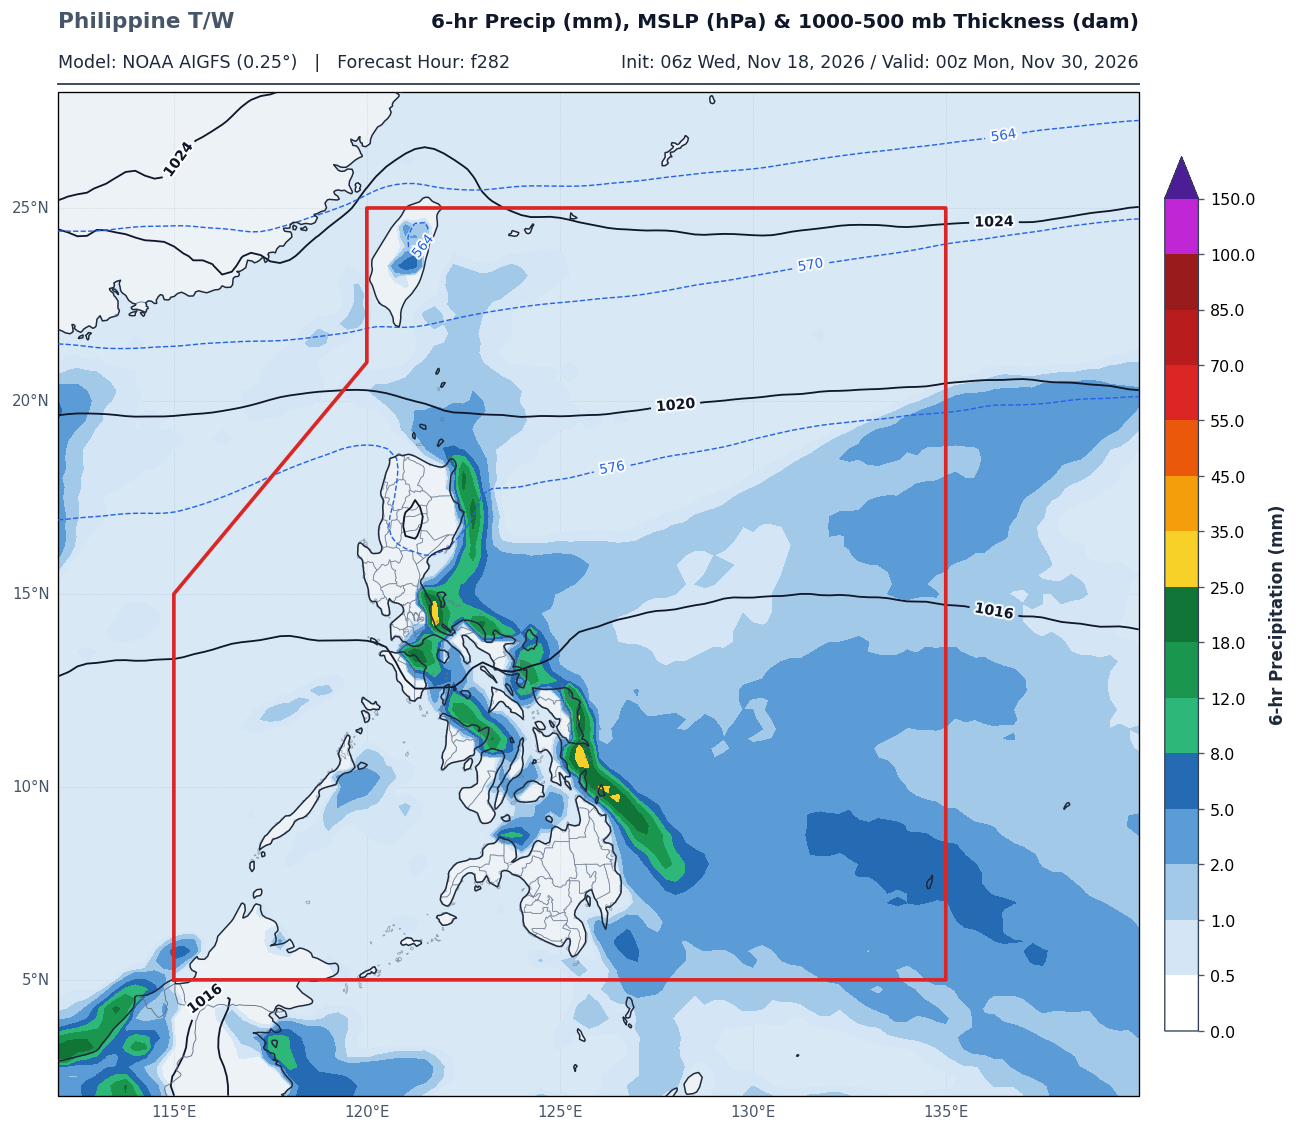 Philippine T/W
6-hr Precip (mm), MSLP (hPa) & 1000-500 mb Thickness (dam)
Model: NOAA AIGFS (0.25°) | Forecast Hour: f282
Init: 06z Wed, Nov 18, 2026 / Valid: 00z Mon, Nov 30, 2026
564
1024
150.0
25°N
1024
564
100.0
570
85.0
70.0
20°N
1020
55.0
576
45.0
35.0
15°N
1016
25.0
18.0
12.0
8.0
10°N
5.0
2.0
1.0
5°N
0.5
1016
0.0
6-hr Precipitation (mm)
115°E
120°E
125°E
130°E
135°E